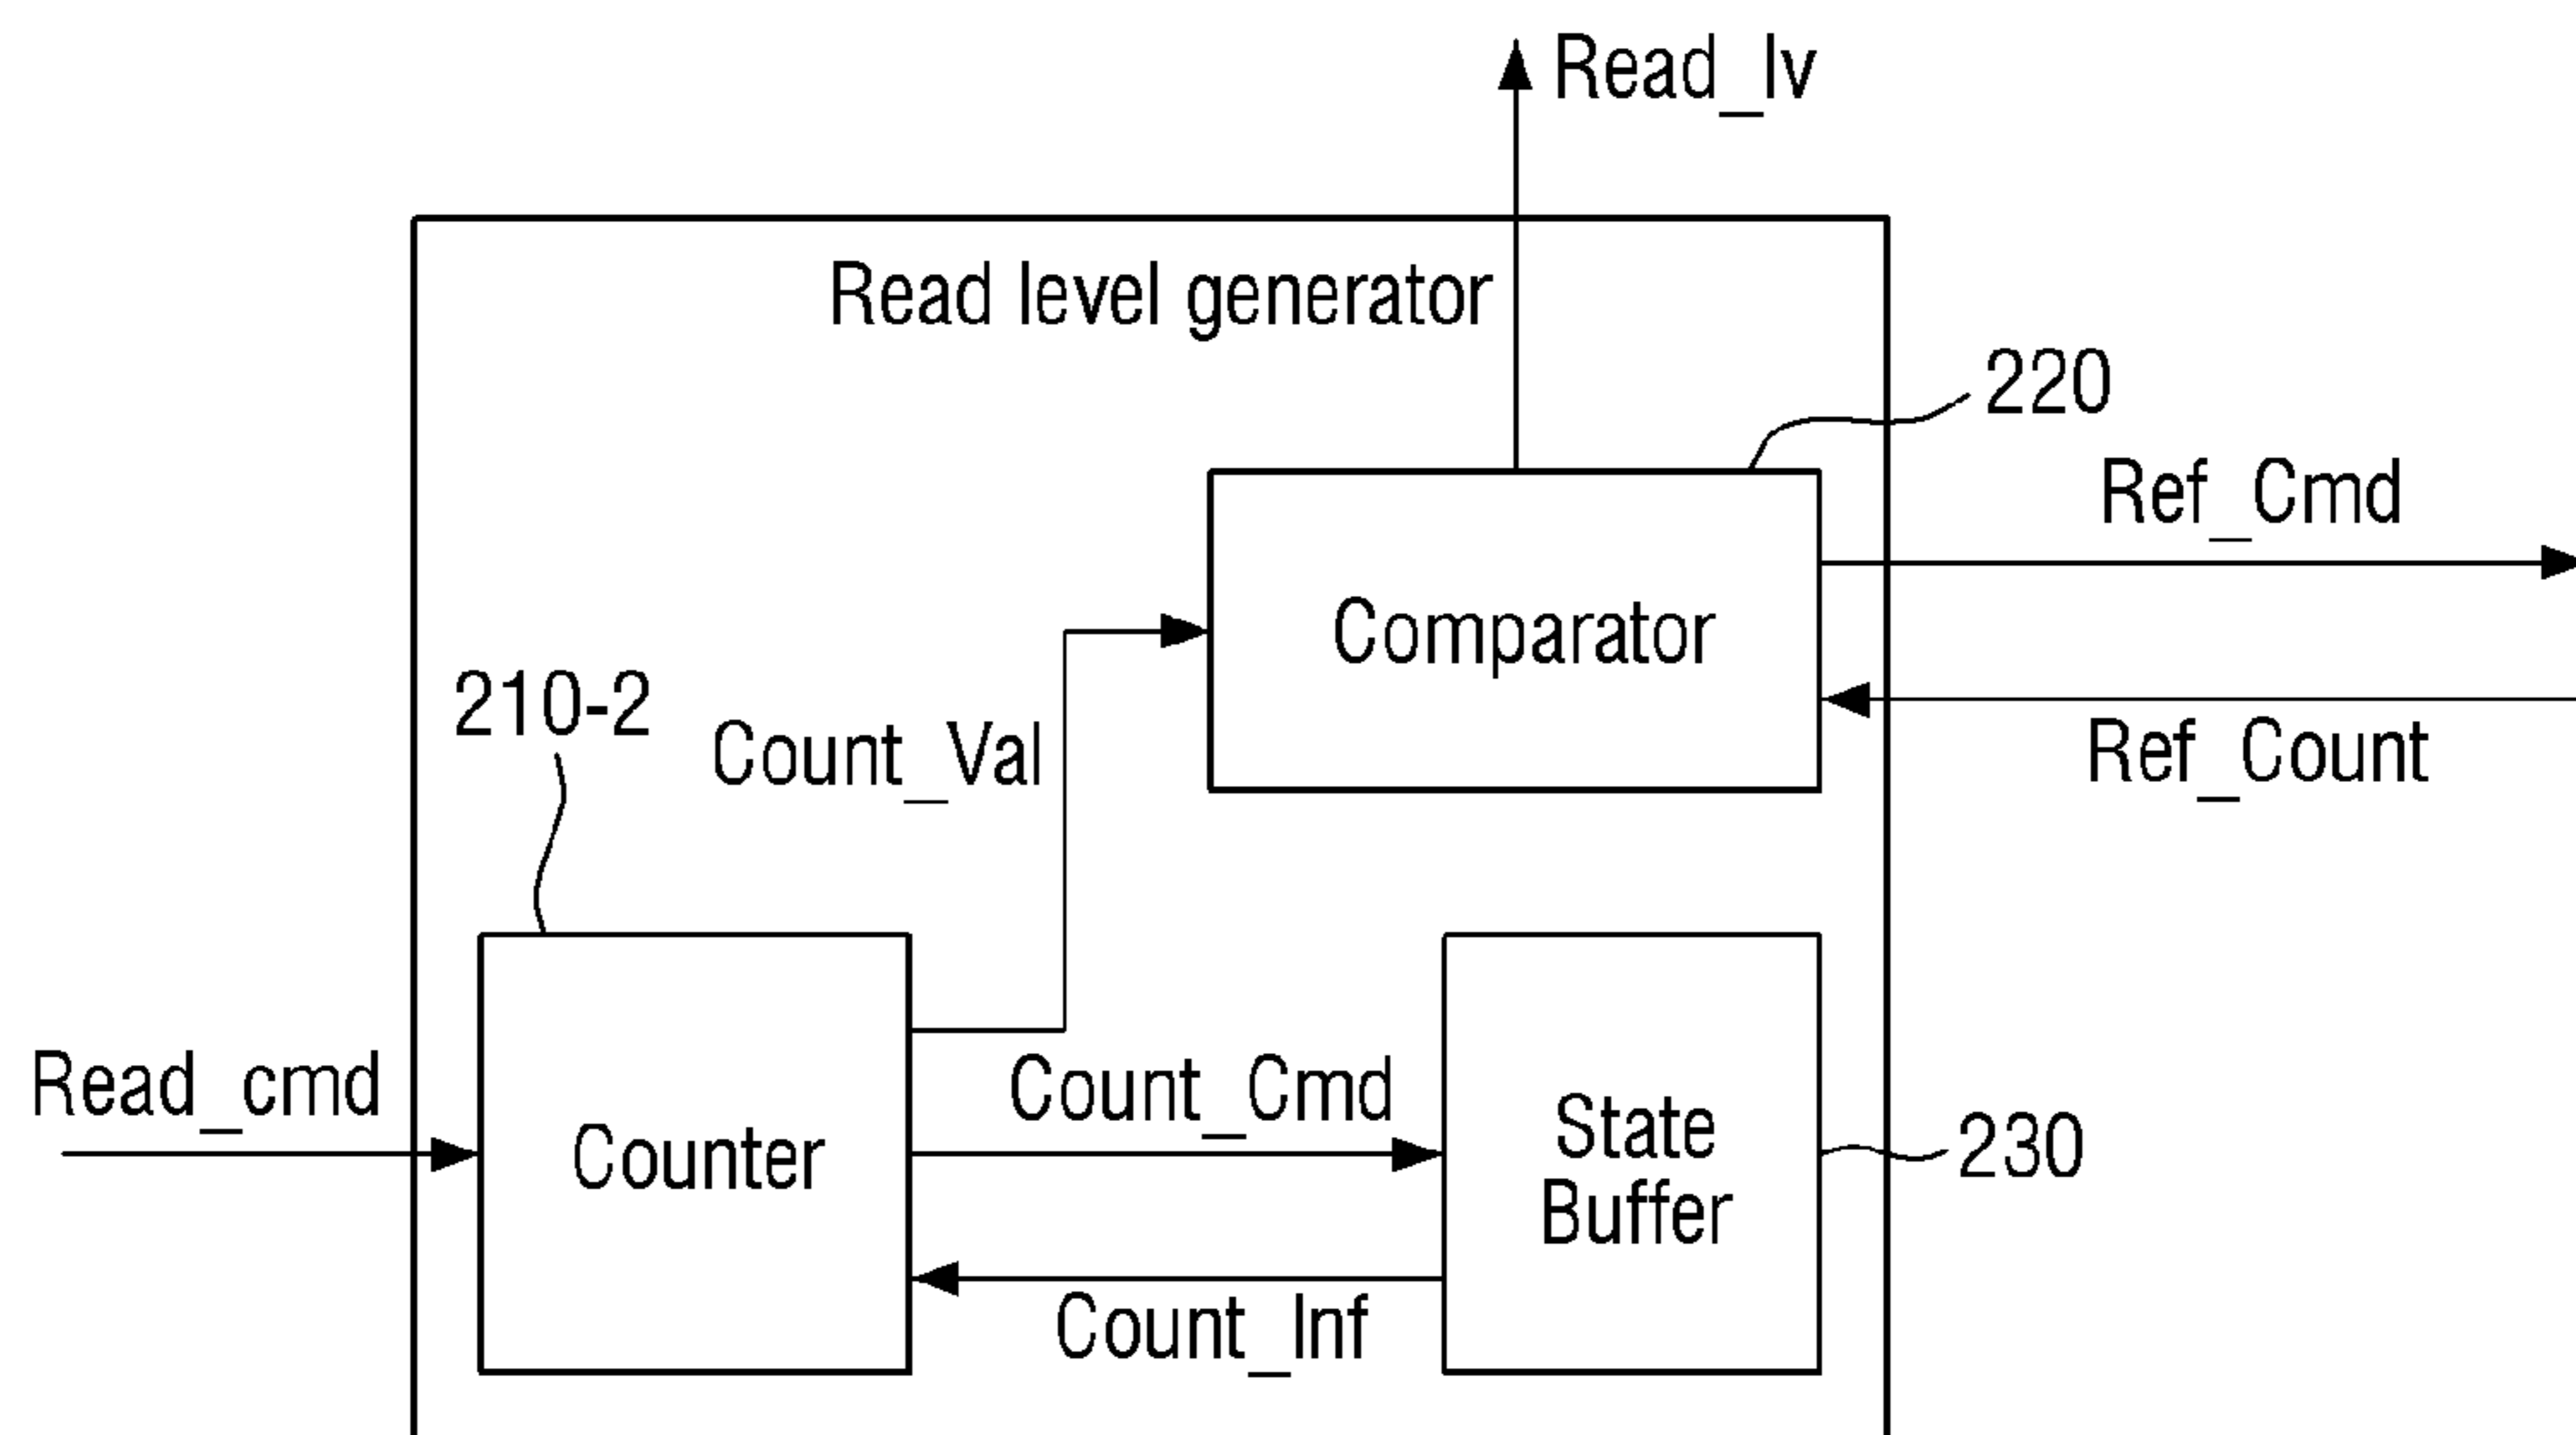 Read_lv
Read level generator
220
Ref_Cmd
Comparator
210-2
Count_Val
Ref_Count
Read_cmd
Count_Cmd
Counter
State
Buffer
230
Count_Inf